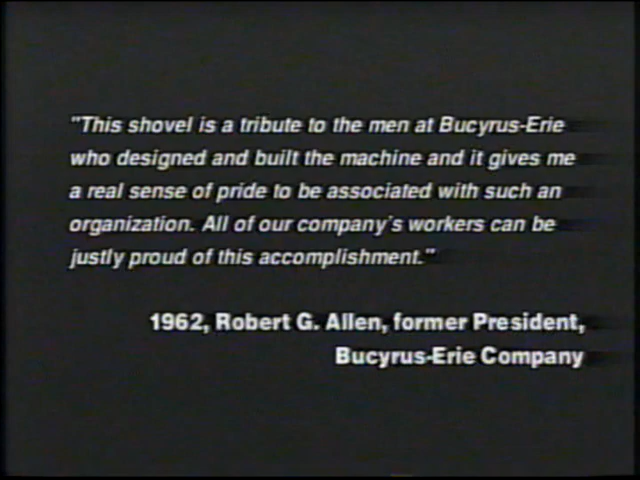 "This shovel is a tribute to the men at Bucyrus-Erie
who designed and built the machine and it gives me
a real sense of pride to be associated with such an
organization. All of our company's workers can be
justly proud of this accomplishment."
1962, Robert G. Allen, former President,
Bucyrus-Erie Company